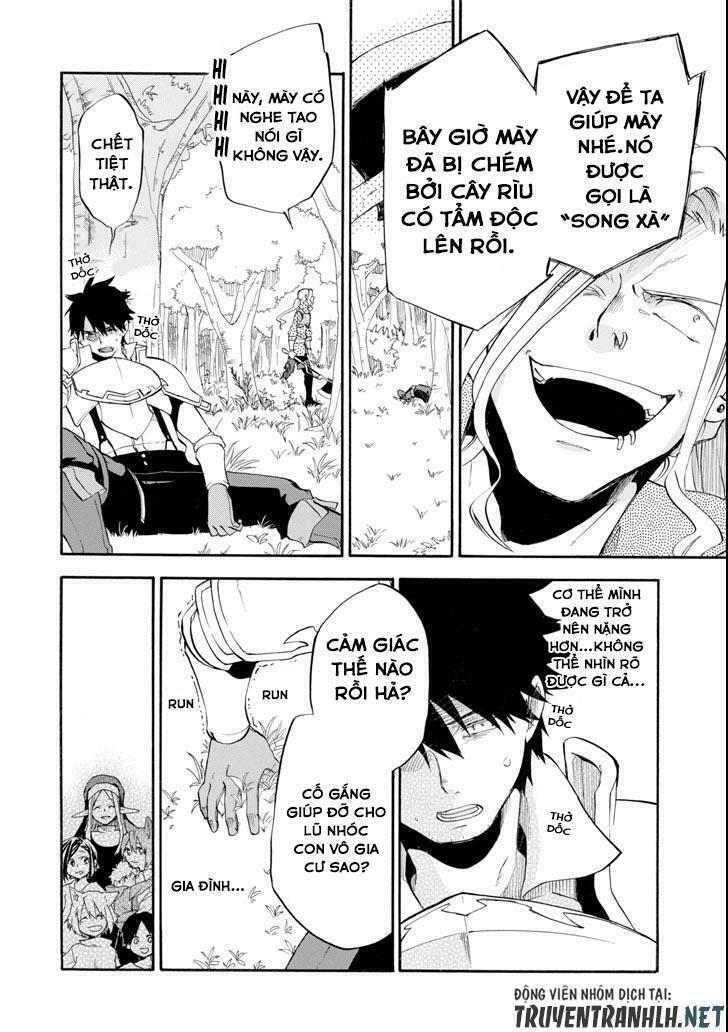 VẬY ĐỂ TA
GIÚP MÀY
NHÉ.NÓ
ĐƯỢC
GỌI LÀ
"SONG XÀ"
BÂY GIỜ MÀY
ĐÃ BỊ CHÉM
BỞI CÂY RÌU
CÓ TẨM ĐỘC
LÊN RỒI.
HI
HI
HI
HI
NÀY, MÀY CÓ
NGHE TAO
NÓI GÌ
KHÔNG VẬY.
CHẾT
TIỆT
THẬT.
THỞ
DỐC
THỞ
DỐC
CƠ THỂ MÌNH
ĐANG TRỞ
NÊN NẶNG
HƠN...KHÔNG
THỂ NHÌN RÕ
ĐƯỢC GÌ CẢ...
THỞ
DỐC
THỞ
DỐC
CẢM GIÁC
THẾ NÀO
RỒI HẢ?
CỐ GẮNG
GIÚP ĐỠ CHO
LŨ NHÓC
CON VÔ GIA
CƯ SAO?
RUN
RUN
GIA ĐÌNH...
ĐỘNG VIÊN NHÓM DỊCH TẠI:
TRUYENTRANHLH.NET